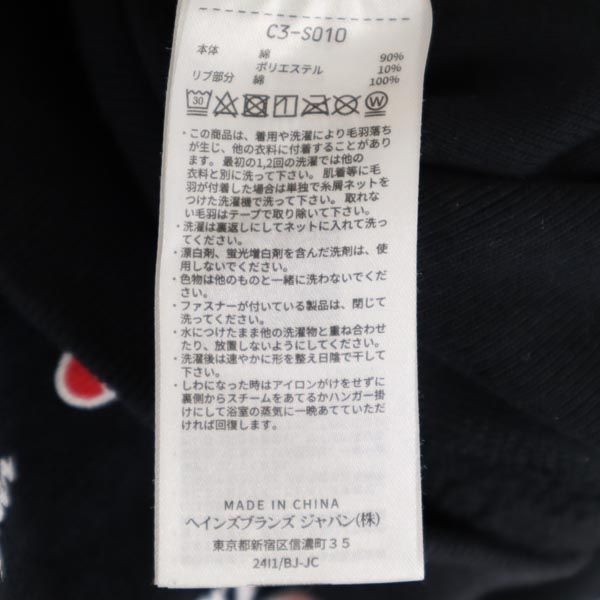 C3-S010
本体 綿 90%
ポリエステル 10%
リブ部分 綿 100%
30 W
・この商品は、着用や洗濯により毛羽落ち
が生じ、他の衣料に付着することがあり
ます。最初の1,2回の洗濯では他の
衣料と別に洗って下さい。肌着等に毛
羽が付着した場合は単独で糸屑ネットを
つけた洗濯機で洗って下さい。取れな
い毛羽はテープで取り除いて下さい。
・洗濯は裏返しにしてネットに入れて洗っ
てください。
・漂白剤、蛍光増白剤を含んだ洗剤は、使
用しないでください。
・色物は他のものと一緒に洗わないでくだ
さい。
・ファスナーが付いている製品は、閉じて
洗ってください。
・水につけたまま他の洗濯物と重ね合わせ
たり、放置しないようにしてください。
・洗濯後は速やかに形を整え日陰で干して
下さい。
・しわになった時はアイロンがけをせずに
裏側からスチームをあてるかハンガー掛
けにして浴室の蒸気に一晩あてていただ
ければ回復します。
MADE IN CHINA
ヘインズブランズ ジャパン(株)
東京都新宿区信濃町35
24I1/BJ-JC